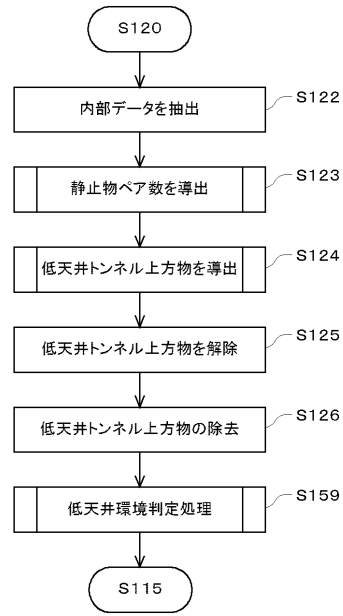 S120
内部データを抽出
S122
静止物ペア数を導出
S123
低天井トンネル上方物を導出
S124
低天井トンネル上方物を解除
S125
低天井トンネル上方物の除去
S126
低天井環境判定処理
S159
S115